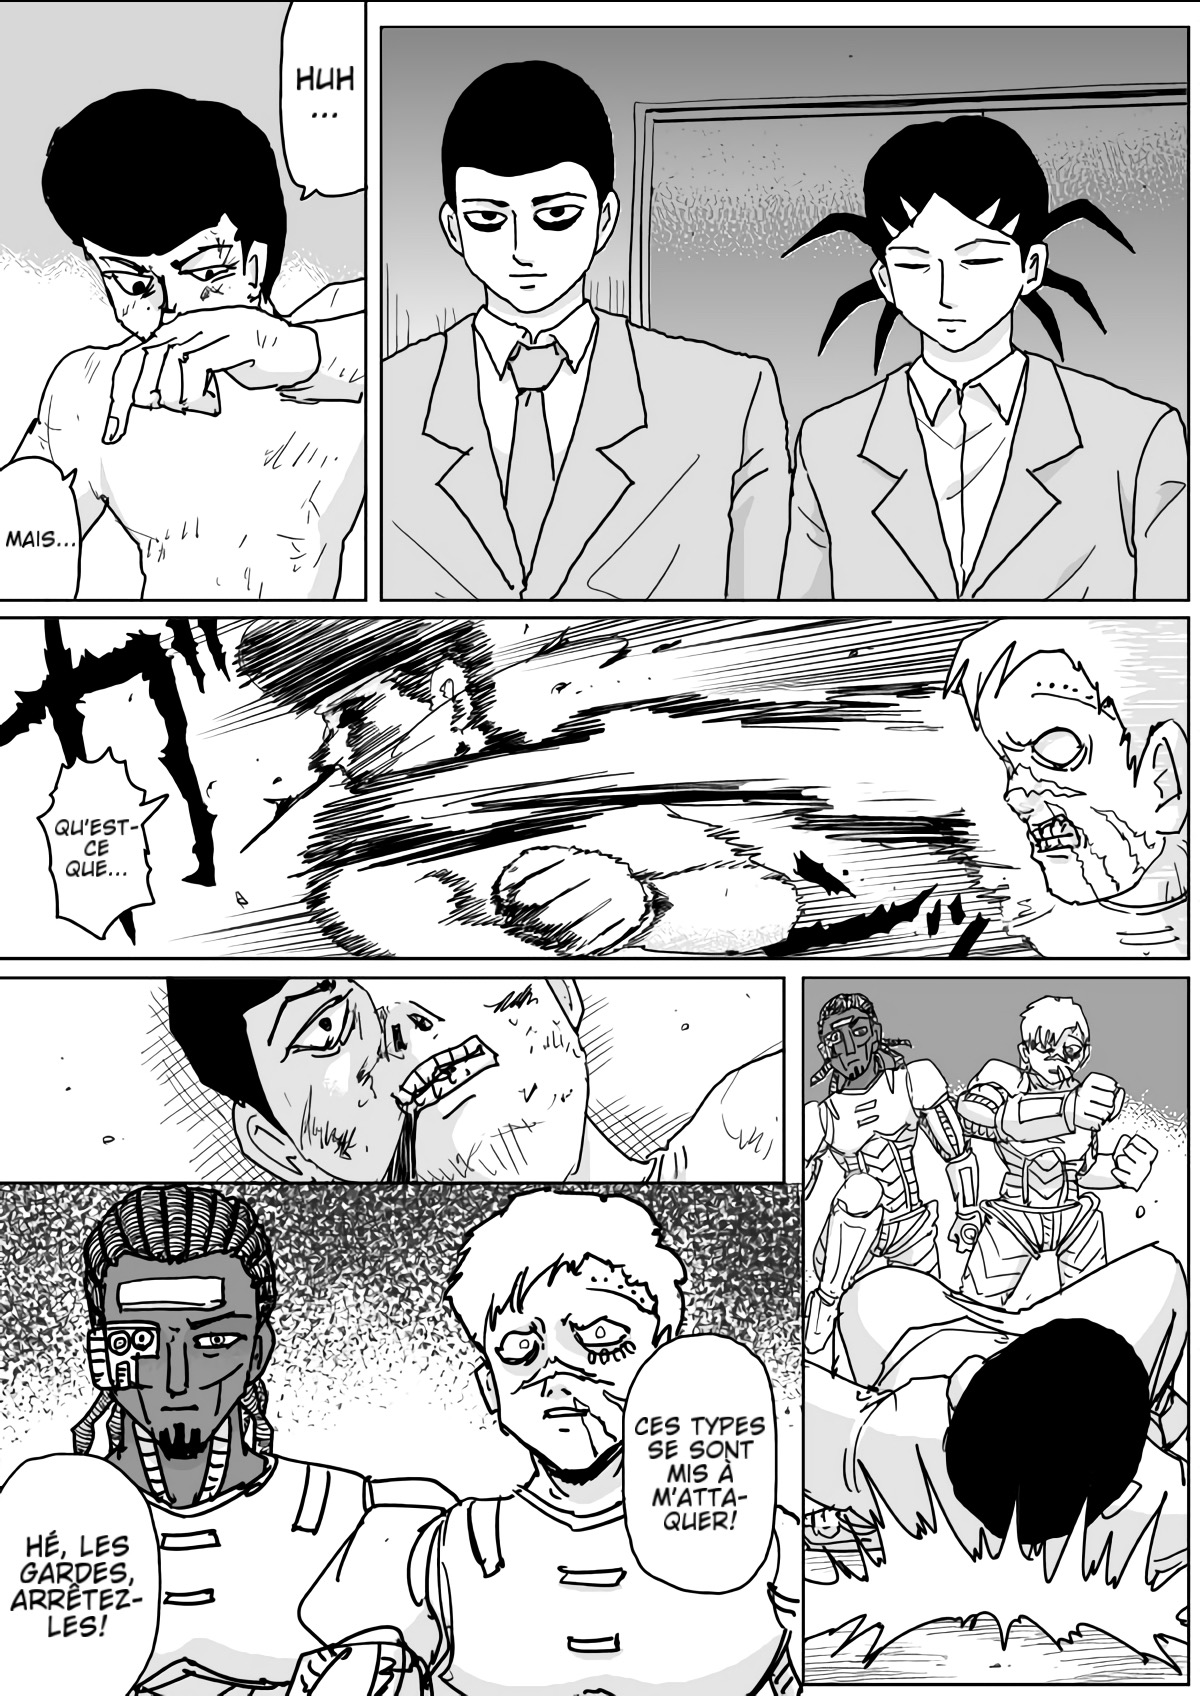 HUH
...
MAIS...
QU'EST-
CE
QUE...
CES TYPES
SE SONT
MIS À
M'ATTA-
QUER!
HÉ, LES
GARDES,
ARRÊTEZ-
LES!